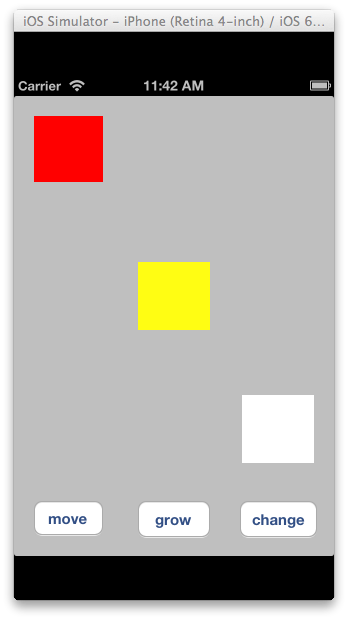 iOS Simulator – iPhone (Retina 4-inch) / iOS 6...
Carrier 11:42 AM
move grow change